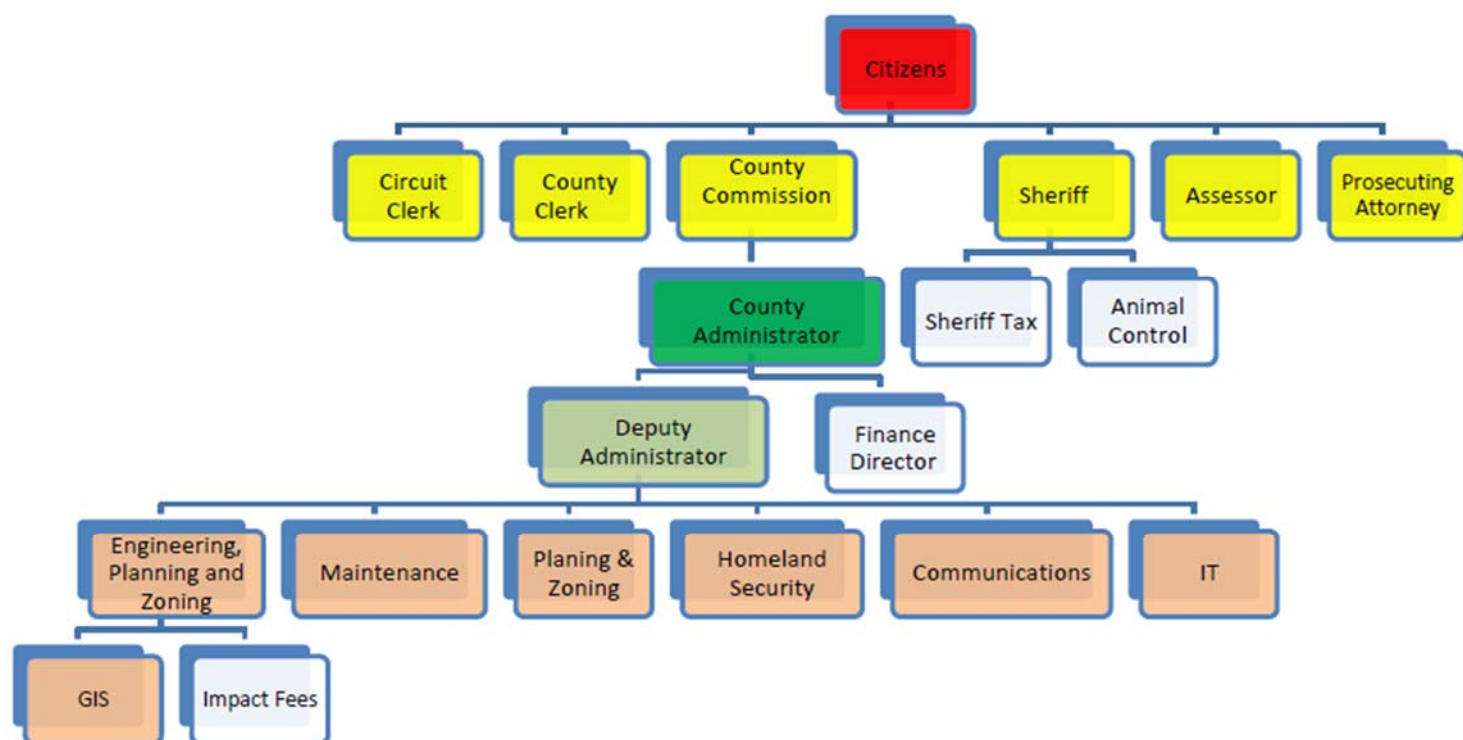 Citizens
Circuit
Clerk
County
Clerk
County
Commission
Sheriff
Assessor
Prosecuting
Attorney
County
Administrator
Sheriff Tax
Animal
Control
Deputy
Administrator
Finance
Director
Engineering,
Planning and
Zoning
Maintenance
Planing &
Zoning
Homeland
Security
Communications
IT
GIS
Impact Fees